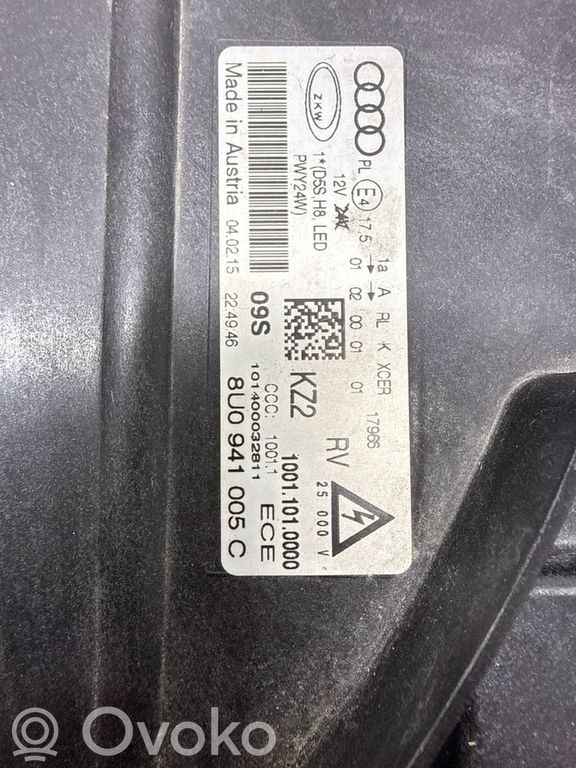 PL E4 17,5 → → 1a A RL K XCER 17966
01 02 00 01 01
ZKW
12V
1*(D5S,H8, LED
PWY24W)
RV 25 000 V
KZ2 1001.101.0000
09S CCC: 1001.1 ECE
101400032811
Made in Austria 04.02.15 22:49:46 8U0 941 005 C
OVOKO